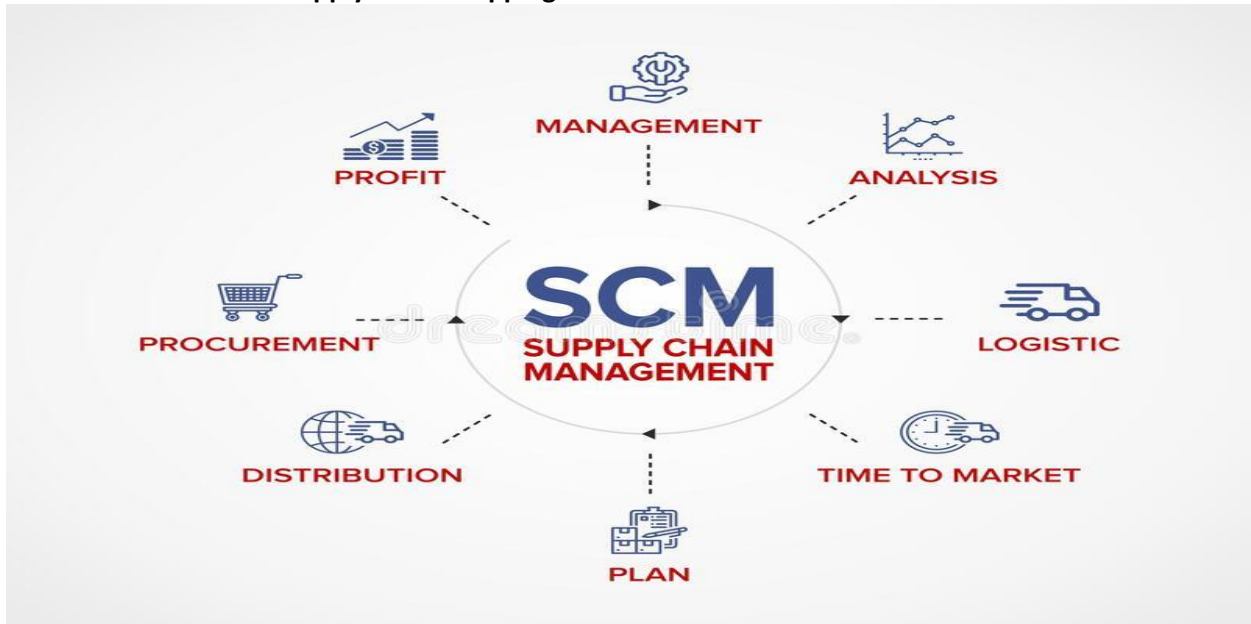 MANAGEMENT
PROFIT
ANALYSIS
SCM
SUPPLY CHAIN
MANAGEMENT
PROCUREMENT
LOGISTIC
DISTRIBUTION
TIME TO MARKET
PLAN